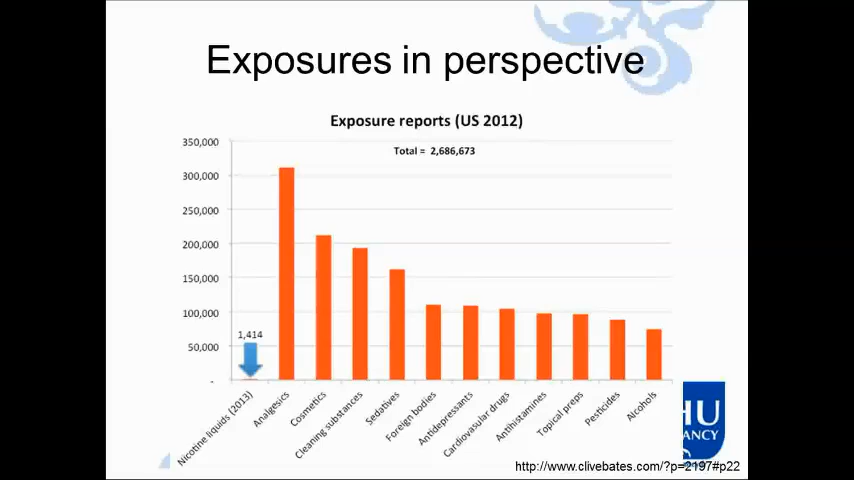 Exposures in perspective
Exposure reports (US 2012)
Total = 2,686,673
350,000
300,000
250,000
200,000
150,000
100,000
50,000
-
1,414
Nicotine liquids (2013)
Analgesics
Cosmetics
Cleaning substances
Sedatives
Foreign bodies
Antidepressants
Cardiovascular drugs
Antihistamines
Topical preps
Pesticides
Alcohols
HU
ANCY
http://www.clivebates.com/?p=2197#p22